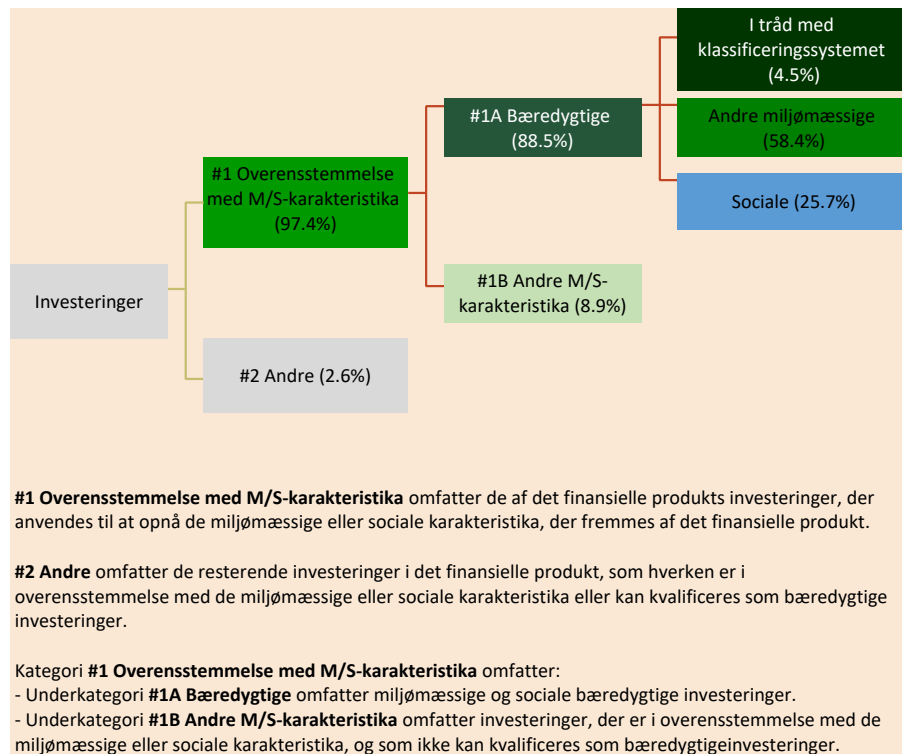 I tråd med
klassificeringssystemet
(4.5%)
#1A Bæredygtige
(88.5%)
Andre miljømæssige
(58.4%)
#1 Overensstemmelse
med M/S-karakteristika
(97.4%)
Sociale (25.7%)
Investeringer
#1B Andre M/S-
karakteristika (8.9%)
#2 Andre (2.6%)
#1 Overensstemmelse med M/S-karakteristika omfatter de af det finansielle produkts investeringer, der
anvendes til at opnå de miljømæssige eller sociale karakteristika, der fremmes af det finansielle produkt.
#2 Andre omfatter de resterende investeringer i det finansielle produkt, som hverken er i
overensstemmelse med de miljømæssige eller sociale karakteristika eller kan kvalificeres som bæredygtige
investeringer.
Kategori #1 Overensstemmelse med M/S-karakteristika omfatter:
- Underkategori #1A Bæredygtige omfatter miljømæssige og sociale bæredygtige investeringer.
- Underkategori #1B Andre M/S-karakteristika omfatter investeringer, der er i overensstemmelse med de
miljømæssige eller sociale karakteristika, og som ikke kan kvalificeres som bæredygtigeinvesteringer.